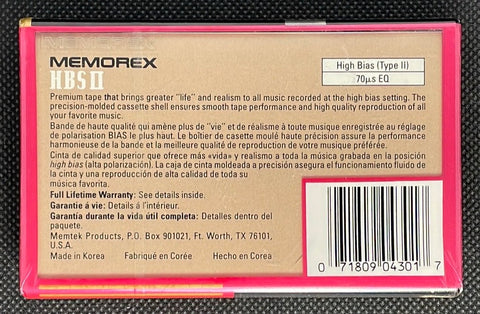 MEMOREX
HBS II
High Bias (Type II)
70µs EQ
Premium tape that brings greater "life" and realism to all music recorded at the high bias setting. The
precision-molded cassette shell ensures smooth tape performance and high quality reproduction of all
your favorite music.
Bande de haute qualité qui amène plus de "vie" et de réalisme à toute musique enregistrée au réglage
de polarisation BIAS le plus haut. Le boîtier de casette moulé haute précision assure la performance
harmonieuse de la bande et la meilleure qualité de reproduction de votre musique préférée.
Cinta de calidad superior que ofrece más «vida» y realismo a toda la música grabada en la posición
high bias (alta polarización). La caja de cinta moldeada a precisión asegura el funcionamiento fluído
de la cinta y una reproducción de alta calidad de toda su
música favorita.
Full Lifetime Warranty: See details inside.
Garantie á vie: Détails á l'intérieur.
Garantía durante la vida útil completa: Detalles dentro del
paquete.
Memtek Products, P.O. Box 901021, Ft. Worth, TX 76101,
U.S.A.
Made in Korea Fabriqué en Corée Hecho en Corea
0 71809 04301 7